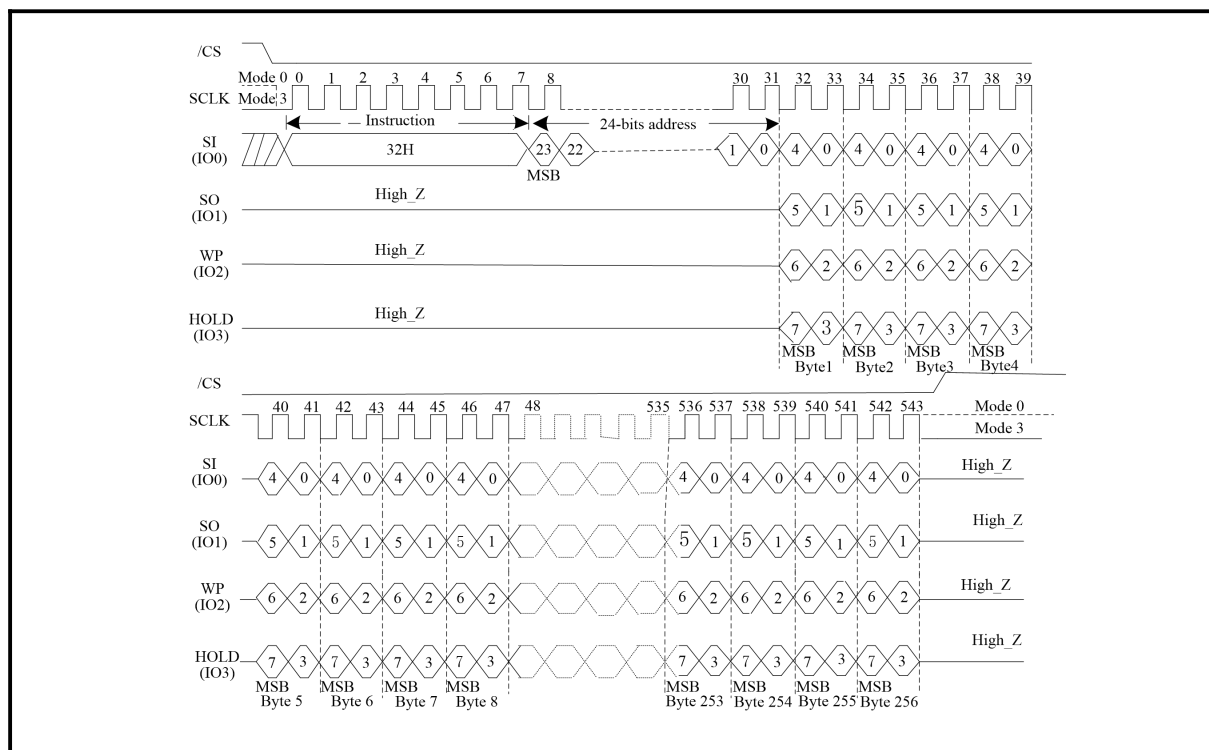 /CS
Mode 0 0 1 2 3 4 5 6 7 8 30 31 32 33 34 35 36 37 38 39
SCLK Mode 3
Instruction 24-bits address
SI (IO0) 32H 23 22 1 0 4 0 4 0 4 0 4 0
MSB
High_Z
SO (IO1) 5 1 5 1 5 1 5 1
High_Z
WP (IO2) 6 2 6 2 6 2 6 2
High_Z
HOLD (IO3) 7 3 7 3 7 3 7 3
MSB MSB MSB MSB
Byte1 Byte2 Byte3 Byte4
/CS
40 41 42 43 44 45 46 47 48 535 536 537 538 539 540 541 542 543 Mode 0
SCLK
Mode 3
SI (IO0) 4 0 4 0 4 0 4 0 4 0 4 0 4 0 4 0 High_Z
SO (IO1) 5 1 5 1 5 1 5 1 5 1 5 1 5 1 5 1 High_Z
WP (IO2) 6 2 6 2 6 2 6 2 6 2 6 2 6 2 6 2 High_Z
HOLD (IO3) 7 3 7 3 7 3 7 3 7 3 7 3 7 3 7 3 High_Z
MSB MSB MSB MSB MSB MSB MSB MSB
Byte 5 Byte 6 Byte 7 Byte 8 Byte 253 Byte 254 Byte 255 Byte 256